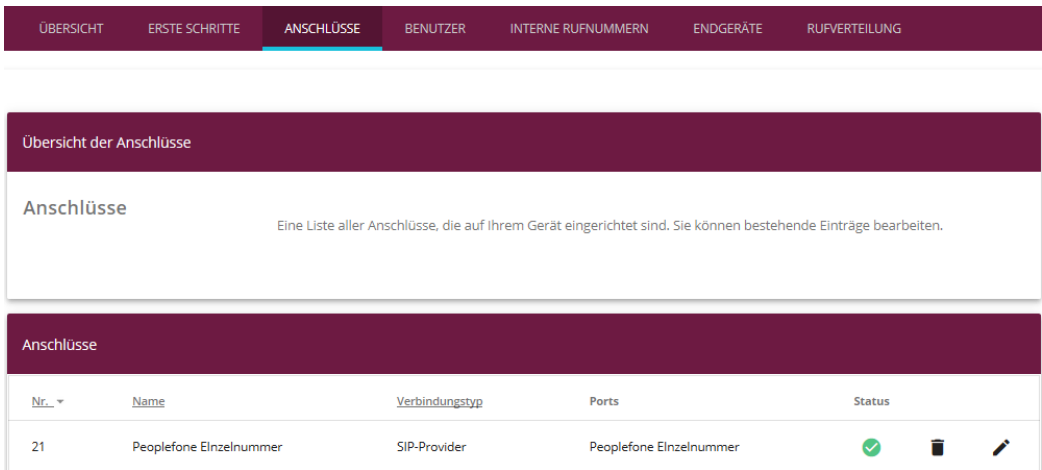 ÜBERSICHT ERSTE SCHRITTE ANSCHLÜSSE BENUTZER INTERNE RUFNUMMERN ENDGERÄTE RUFVERTEILUNG
Übersicht der Anschlüsse
Anschlüsse
Eine Liste aller Anschlüsse, die auf Ihrem Gerät eingerichtet sind. Sie können bestehende Einträge bearbeiten.
Anschlüsse
Nr. Name Verbindungstyp Ports Status
21 Peoplefone EInzelnummer SIP-Provider Peoplefone EInzelnummer